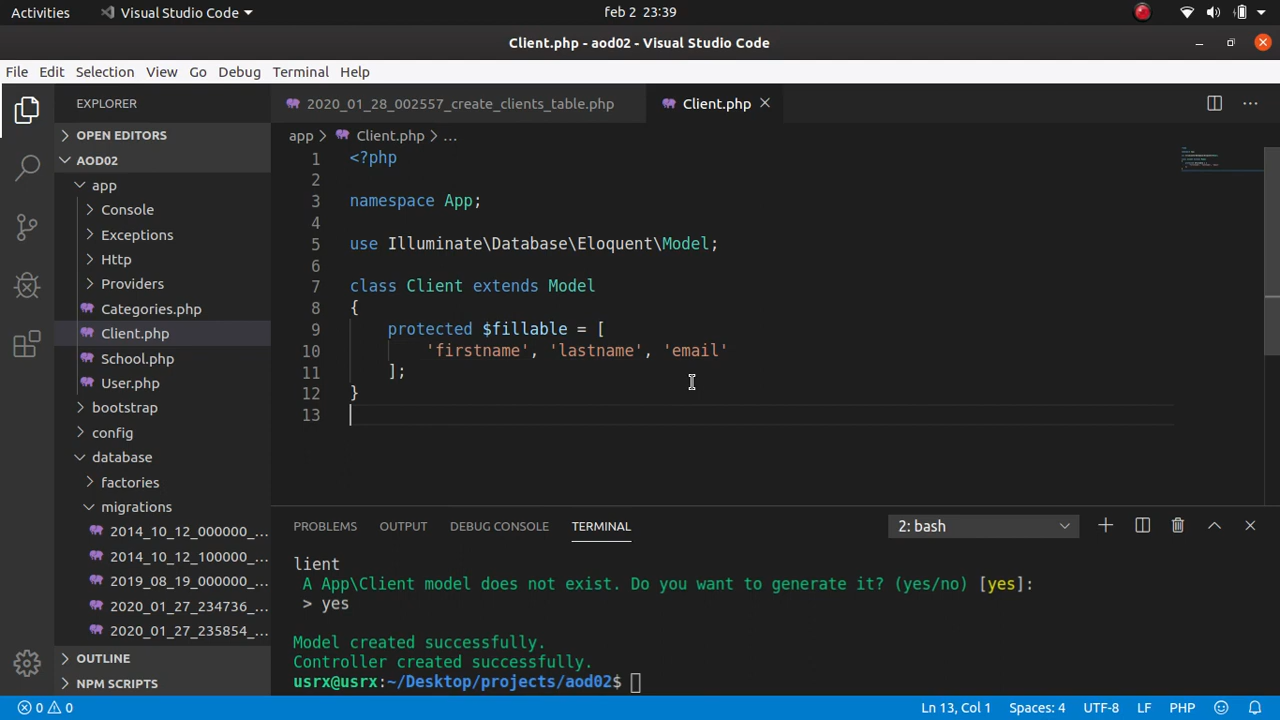 Activities
Visual Studio Code
feb 2 23:39
Client.php - aod02 - Visual Studio Code
File Edit Selection View Go Debug Terminal Help
EXPLORER
OPEN EDITORS
AOD02
app
Console
Exceptions
Http
Providers
Categories.php
Client.php
School.php
User.php
bootstrap
config
database
factories
migrations
2014_10_12_000000_...
2014_10_12_100000_...
2019_08_19_000000_...
2020_01_27_234736_...
2020_01_27_235854_...
OUTLINE
NPM SCRIPTS
2020_01_28_002557_create_clients_table.php
Client.php
app > Client.php > ...
1 <?php
2
3 namespace App;
4
5 use Illuminate\Database\Eloquent\Model;
6
7 class Client extends Model
8 {
9 protected $fillable = [
10 'firstname', 'lastname', 'email'
11 ];
12 }
13
PROBLEMS OUTPUT DEBUG CONSOLE TERMINAL
2: bash
lient
A App\Client model does not exist. Do you want to generate it? (yes/no) [yes]:
> yes
Model created successfully.
Controller created successfully.
usrx@usrx:~/Desktop/projects/aod02$
0 0
Ln 13, Col 1 Spaces: 4 UTF-8 LF PHP